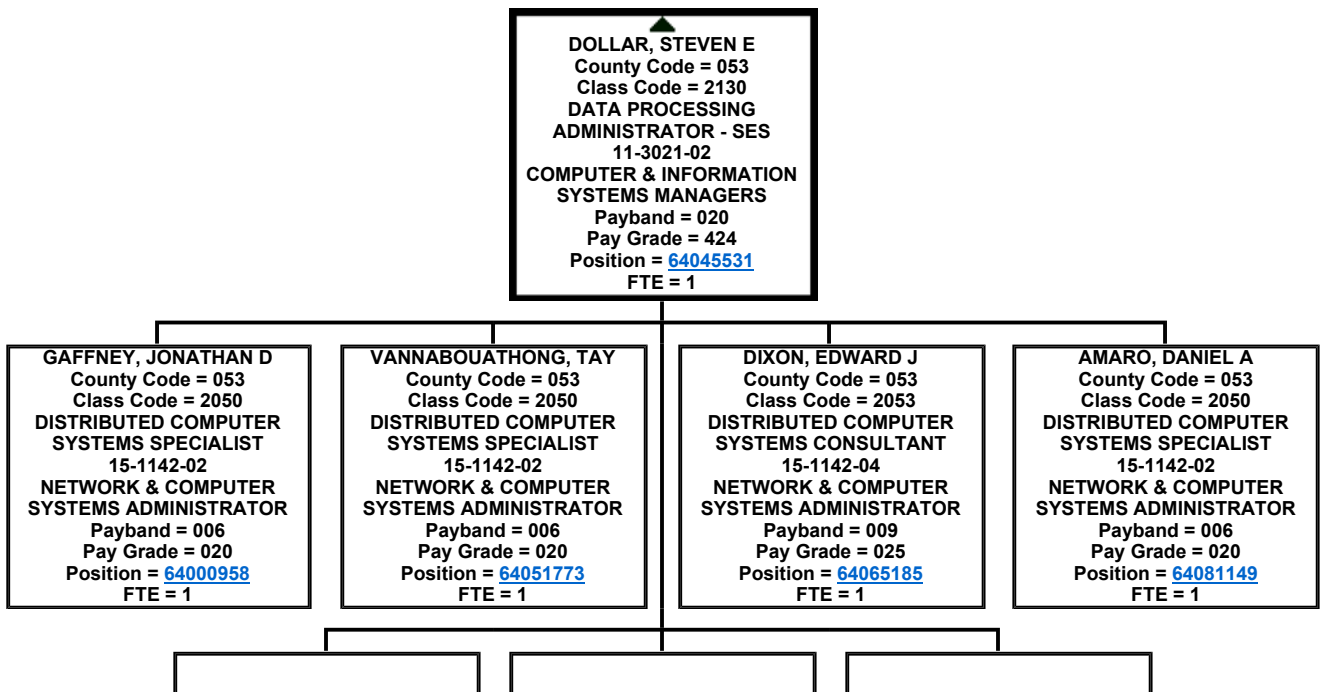 DOLLAR, STEVEN E
County Code = 053
Class Code = 2130
DATA PROCESSING
ADMINISTRATOR - SES
11-3021-02
COMPUTER & INFORMATION
SYSTEMS MANAGERS
Payband = 020
Pay Grade = 424
Position = 64045531
FTE = 1
GAFFNEY, JONATHAN D
County Code = 053
Class Code = 2050
DISTRIBUTED COMPUTER
SYSTEMS SPECIALIST
15-1142-02
NETWORK & COMPUTER
SYSTEMS ADMINISTRATOR
Payband = 006
Pay Grade = 020
Position = 64000958
FTE = 1
VANNABOUATHONG, TAY
County Code = 053
Class Code = 2050
DISTRIBUTED COMPUTER
SYSTEMS SPECIALIST
15-1142-02
NETWORK & COMPUTER
SYSTEMS ADMINISTRATOR
Payband = 006
Pay Grade = 020
Position = 64051773
FTE = 1
DIXON, EDWARD J
County Code = 053
Class Code = 2053
DISTRIBUTED COMPUTER
SYSTEMS CONSULTANT
15-1142-04
NETWORK & COMPUTER
SYSTEMS ADMINISTRATOR
Payband = 009
Pay Grade = 025
Position = 64065185
FTE = 1
AMARO, DANIEL A
County Code = 053
Class Code = 2050
DISTRIBUTED COMPUTER
SYSTEMS SPECIALIST
15-1142-02
NETWORK & COMPUTER
SYSTEMS ADMINISTRATOR
Payband = 006
Pay Grade = 020
Position = 64081149
FTE = 1